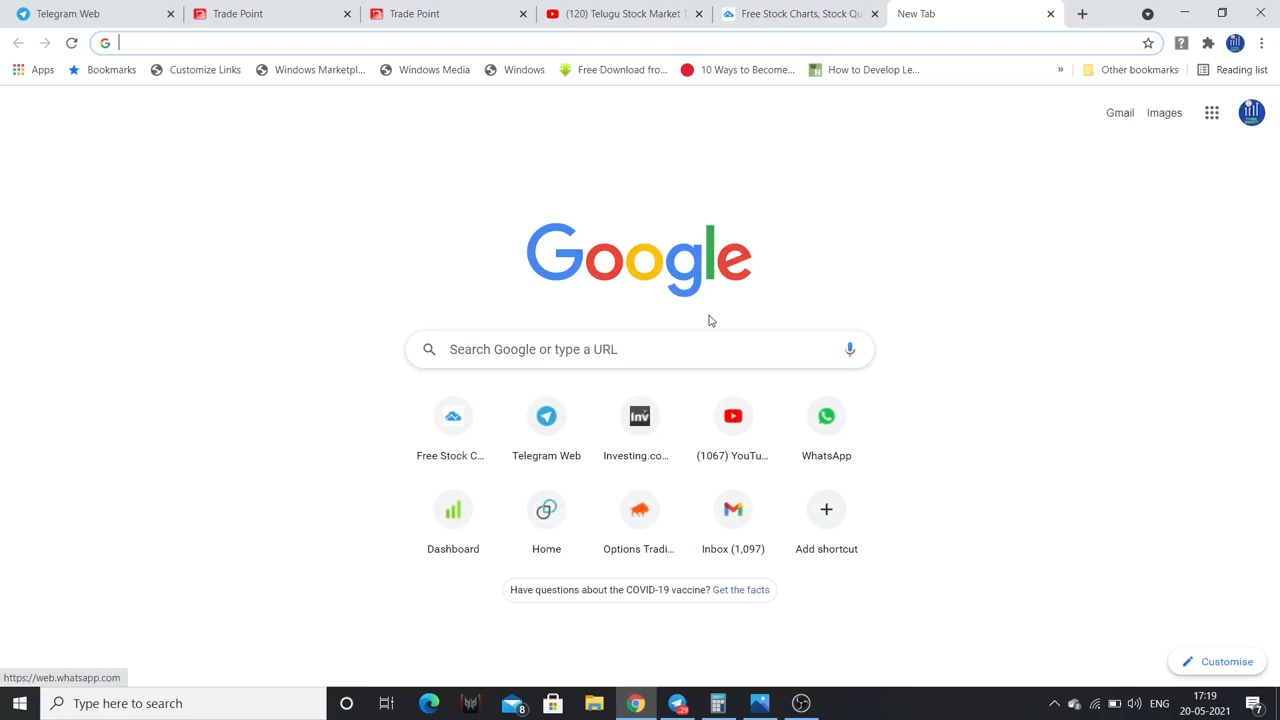 Telegram Web
Trade Point
Trade Point
(120) Telugu Stock Market T
Free Stock Charts, Stock Qu
New Tab
Apps
Bookmarks
Customize Links
Windows Marketpl...
Windows Media
Windows
Free Download fro...
10 Ways to Become...
How to Develop Le...
»
Other bookmarks
Reading list
Gmail
Images
Google
Search Google or type a URL
Free Stock C...
Telegram Web
Inv
Investing.co...
(1067) YouTu...
WhatsApp
Dashboard
Home
Options Tradi...
Inbox (1,097)
Add shortcut
Have questions about the COVID-19 vaccine? Get the facts
Customise
https://web.whatsapp.com
Type here to search
8
29
ENG
17:19
20-05-2021
7